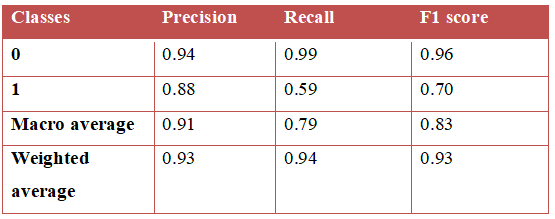 Classes Precision Recall F1 score
0 0.94 0.99 0.96
1 0.88 0.59 0.70
Macro average 0.91 0.79 0.83
Weighted 0.93 0.94 0.93
average